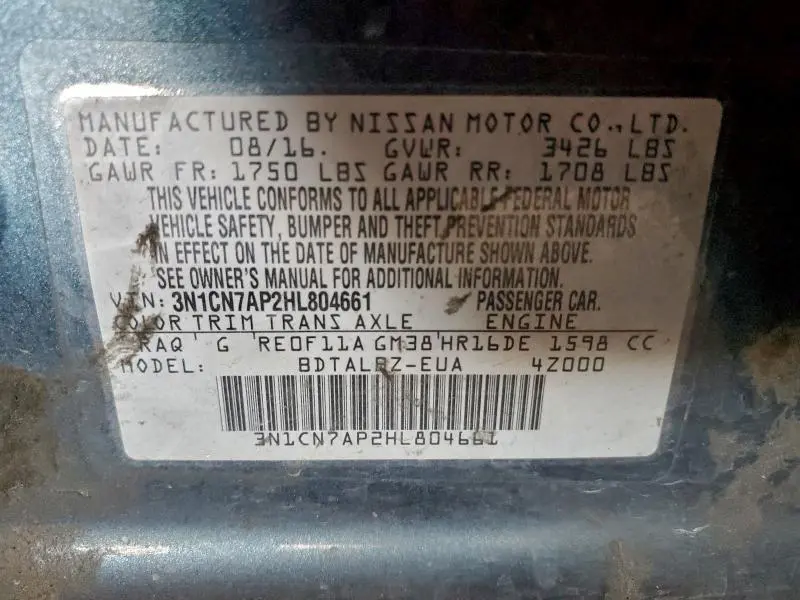 MANUFACTURED BY NISSAN MOTOR CO., LTD.
DATE: 08/16. GVWR: 3426 LBS
GAWR FR: 1750 LBS GAWR RR: 1708 LBS
THIS VEHICLE CONFORMS TO ALL APPLICABLE FEDERAL MOTOR
VEHICLE SAFETY, BUMPER AND THEFT PREVENTION STANDARDS
IN EFFECT ON THE DATE OF MANUFACTURE SHOWN ABOVE.
SEE OWNER'S MANUAL FOR ADDITIONAL INFORMATION.
VIN: 3N1CN7AP2HL804661 PASSENGER CAR.
COLOR TRIM TRANS AXLE ENGINE
RAQ G RE0F11A GM38 HR16DE 1598 CC
MODEL: 4Z000
3N1CN7AP2HL804661